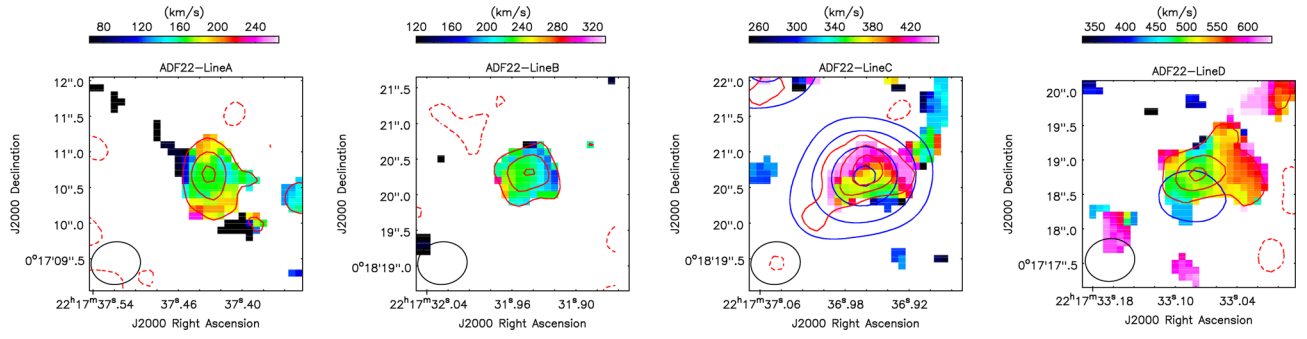 (km/s)
80 120 160 200 240
ADF22-LineA
12".0
11".5
11".0
10".5
10".0
0°17'09".5
J2000 Declination
22ʰ17ᵐ37ˢ.54 37ˢ.46 37ˢ.40
J2000 Right Ascension
(km/s)
120 160 200 240 280 320
ADF22-LineB
21".5
21".0
20".5
20".0
19".5
0°18'19".0
J2000 Declination
22ʰ17ᵐ32ˢ.04 31ˢ.96 31ˢ.90
J2000 Right Ascension
(km/s)
260 300 340 380 420
ADF22-LineC
22".0
21".5
21".0
20".5
20".0
0°18'19".5
J2000 Declination
22ʰ17ᵐ37ˢ.06 36ˢ.98 36ˢ.92
J2000 Right Ascension
(km/s)
350 400 450 500 550 600
ADF22-LineD
20".0
19".5
19".0
18".5
18".0
0°17'17".5
J2000 Declination
22ʰ17ᵐ33ˢ.18 33ˢ.10 33ˢ.04
J2000 Right Ascension